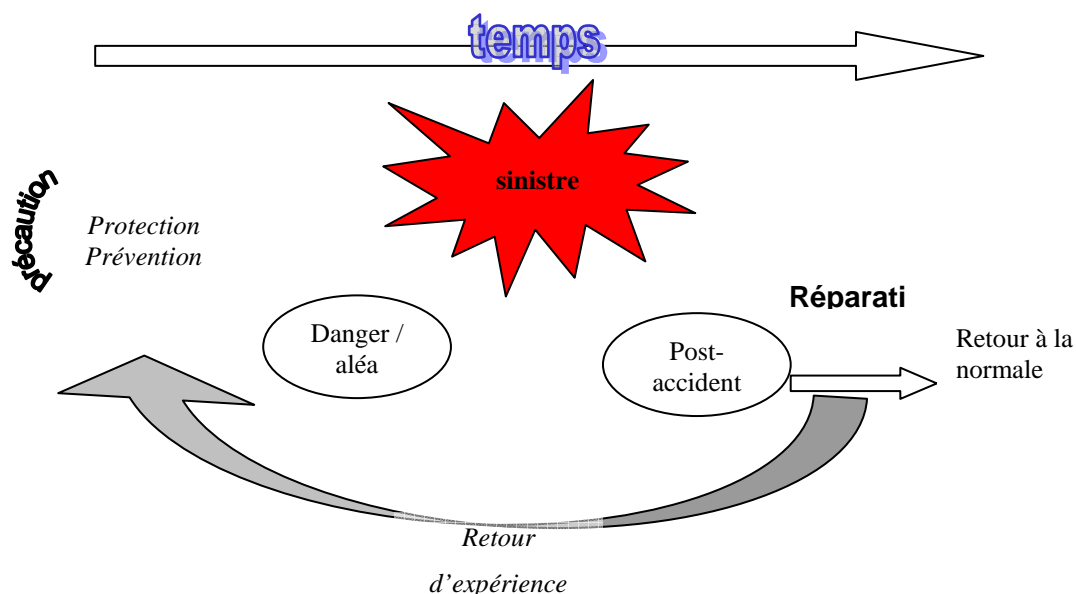 temps
sinistre
précaution
Protection
Prévention
Réparati
Danger /
aléa
Post-
accident
Retour à la
normale
Retour
d’expérience